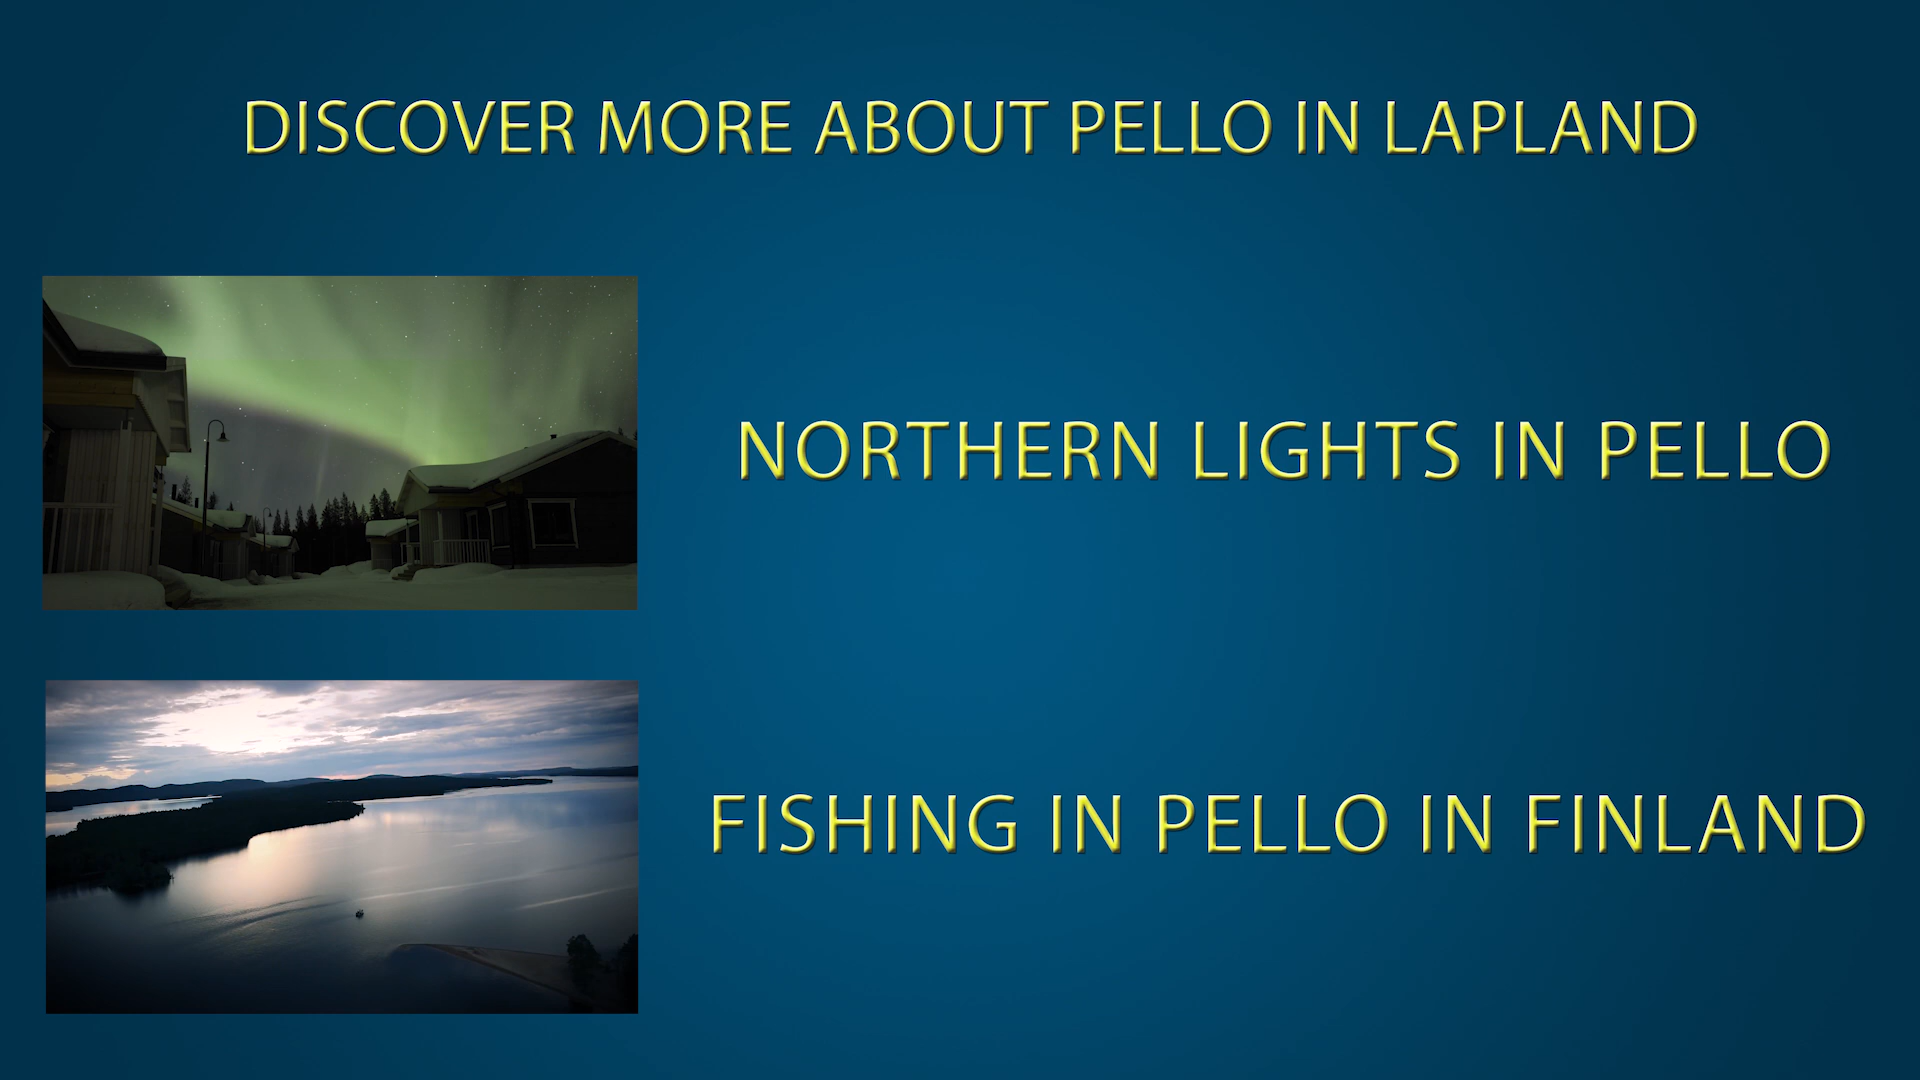 DISCOVER MORE ABOUT PELLO IN LAPLAND
NORTHERN LIGHTS IN PELLO
FISHING IN PELLO IN FINLAND